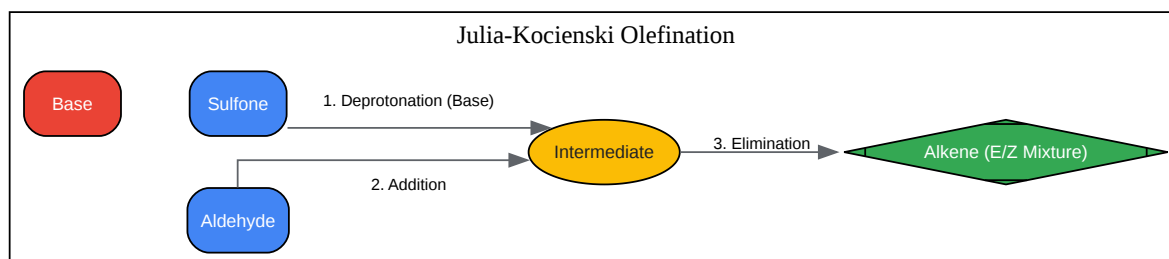 Julia-Kocienski Olefination
Base
Sulfone
1. Deprotonation (Base)
Intermediate
3. Elimination
Alkene (E/Z Mixture)
2. Addition
Aldehyde